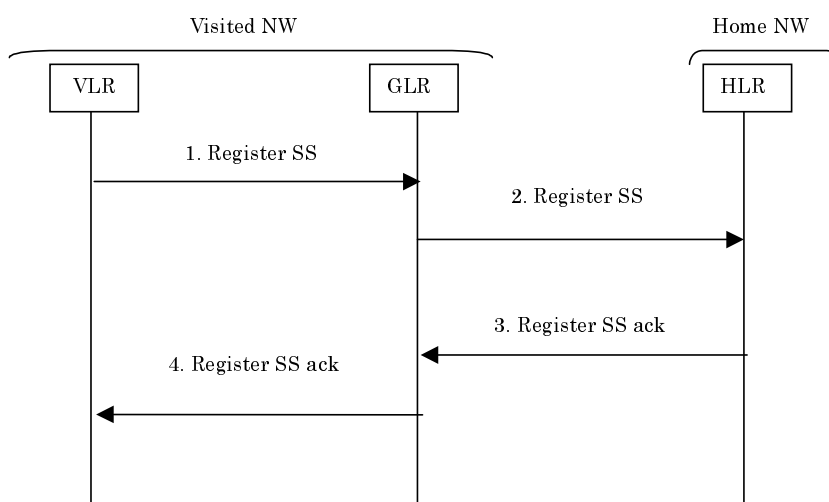 Visited NW
Home NW
VLR
GLR
HLR
1. Register SS
2. Register SS
3. Register SS ack
4. Register SS ack